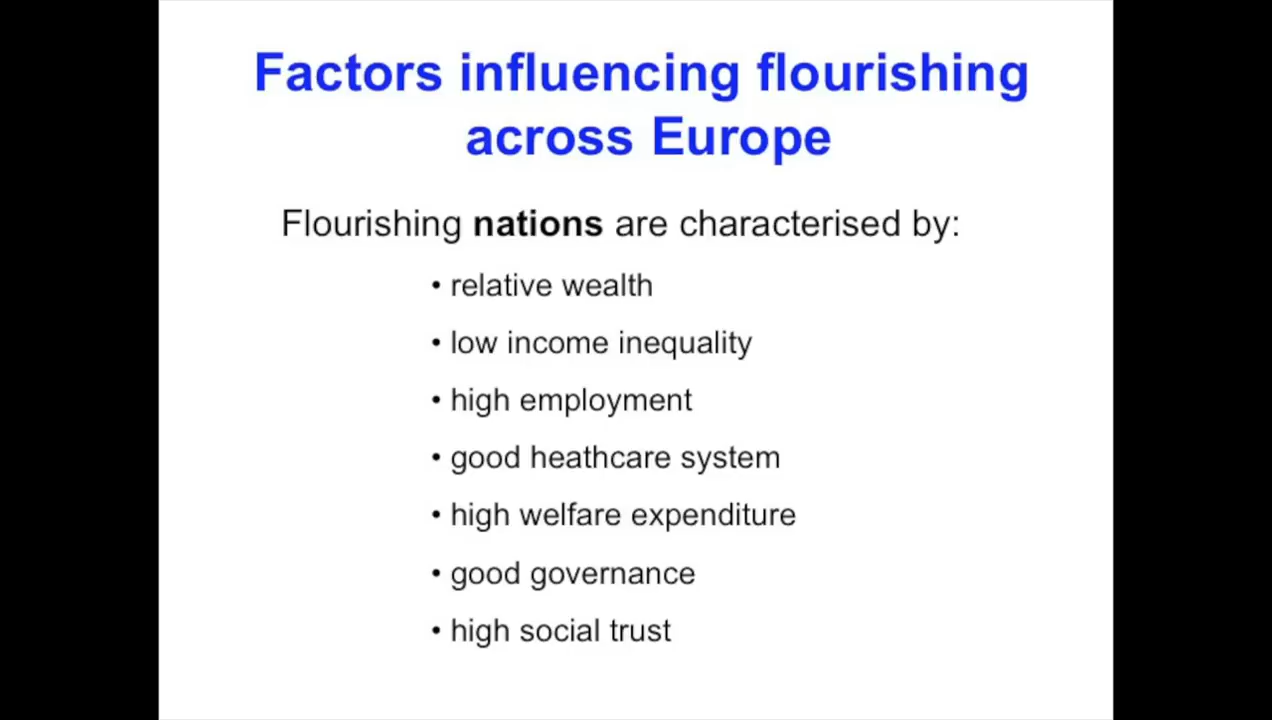 Factors influencing flourishing
across Europe
Flourishing nations are characterised by:
• relative wealth
• low income inequality
• high employment
• good heathcare system
• high welfare expenditure
• good governance
• high social trust